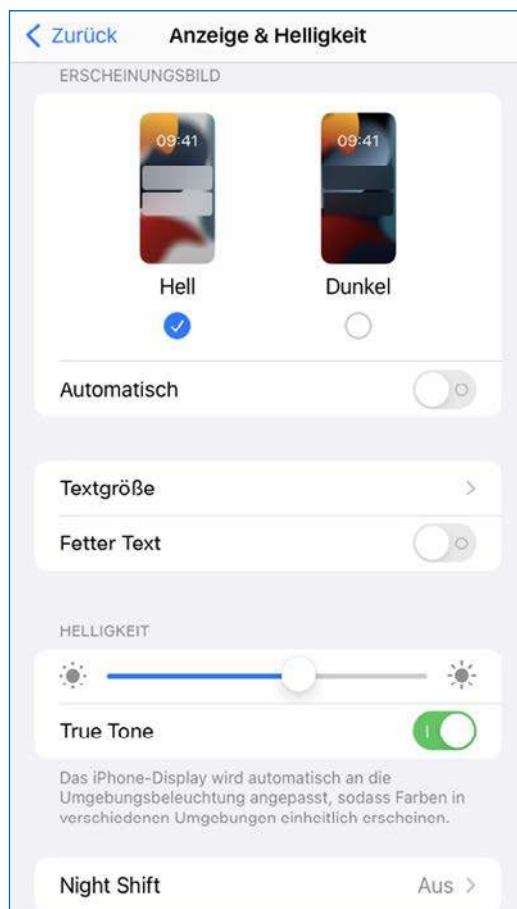 Zurück Anzeige & Helligkeit
ERSCHEINUNGSBILD
09:41 09:41
Hell Dunkel
Automatisch
Textgröße
Fetter Text
HELLIGKEIT
True Tone
Das iPhone-Display wird automatisch an die
Umgebungsbeleuchtung angepasst, sodass Farben in
verschiedenen Umgebungen einheitlich erscheinen.
Night Shift Aus